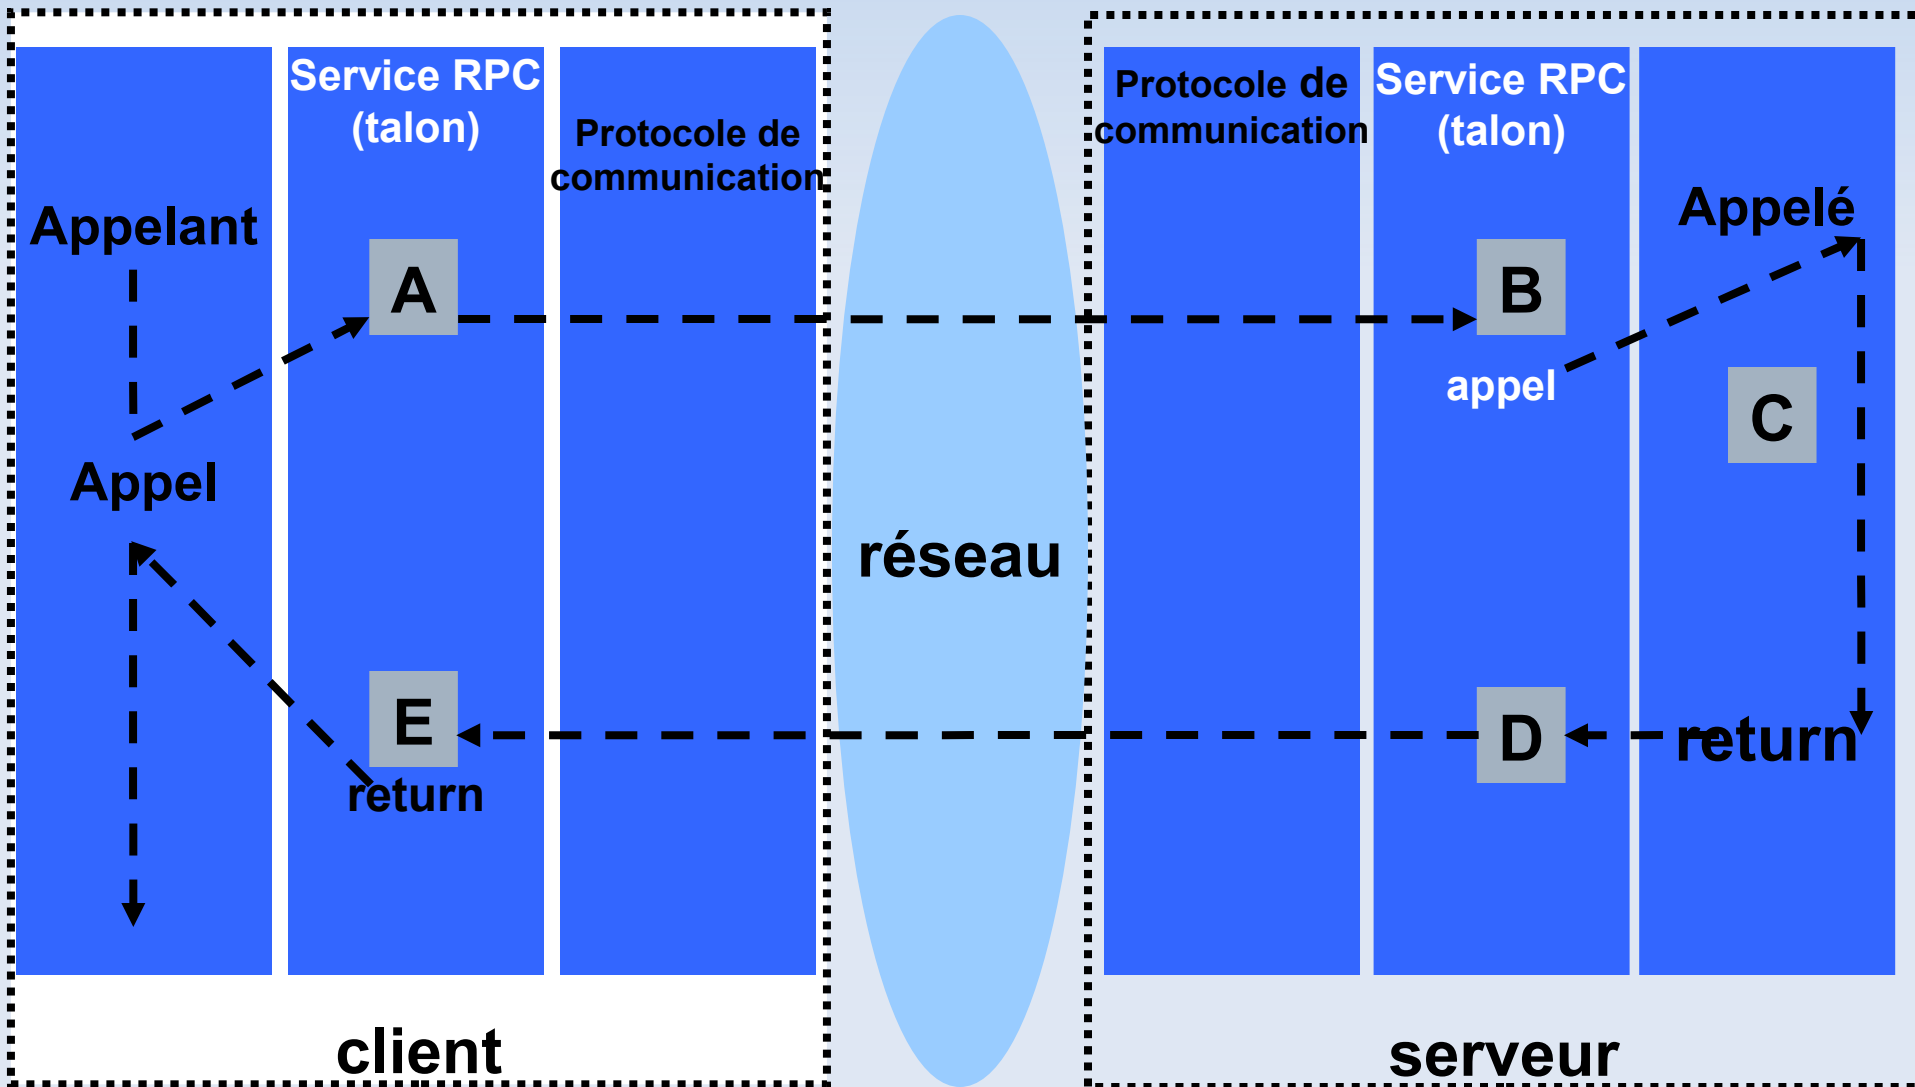 Service RPC
(talon)
Protocole de
communication
Appelant
A
Appel
E
return
client
réseau
Protocole de
communication
Service RPC
(talon)
Appelé
B
appel
C
D
return
serveur